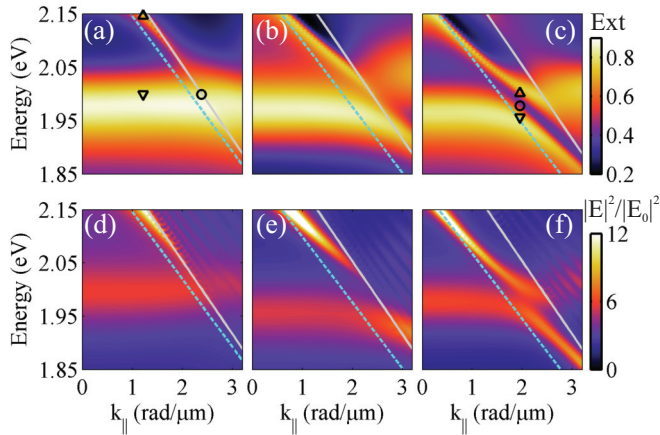 2.15 (a) (b) (c) Ext
Energy (eV) 2.05 1.95 1.85
0.8 0.6 0.4 0.2
2.15 (d) (e) (f) |E|²/|E₀|²
Energy (eV) 2.05 1.95 1.85
12 6 0
0 1 2 3 0 1 2 3 0 1 2 3
k∥ (rad/μm) k∥ (rad/μm) k∥ (rad/μm)